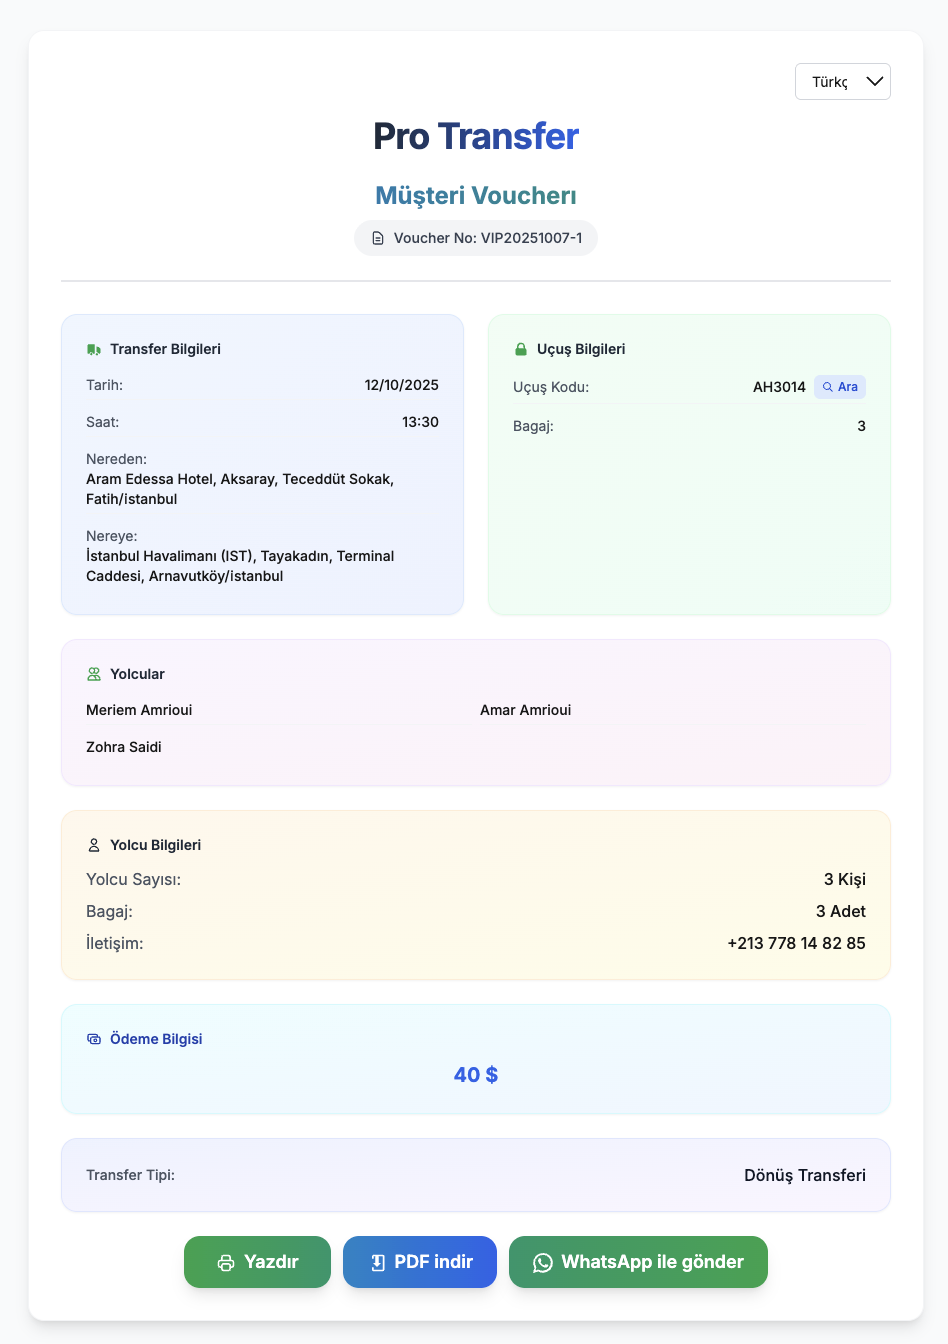 Türkç
Pro Transfer
Müşteri Voucherı
Voucher No: VIP20251007-1
Transfer Bilgileri
Tarih: 12/10/2025
Saat: 13:30
Nereden:
Aram Edessa Hotel, Aksaray, Teceddüt Sokak,
Fatih/istanbul
Nereye:
İstanbul Havalimanı (IST), Tayakadın, Terminal
Caddesi, Arnavutköy/istanbul
Uçuş Bilgileri
Uçuş Kodu: AH3014 Ara
Bagaj: 3
Yolcular
Meriem Amrioui Amar Amrioui
Zohra Saidi
Yolcu Bilgileri
Yolcu Sayısı: 3 Kişi
Bagaj: 3 Adet
İletişim: +213 778 14 82 85
Ödeme Bilgisi
40 $
Transfer Tipi: Dönüş Transferi
Yazdır PDF indir WhatsApp ile gönder